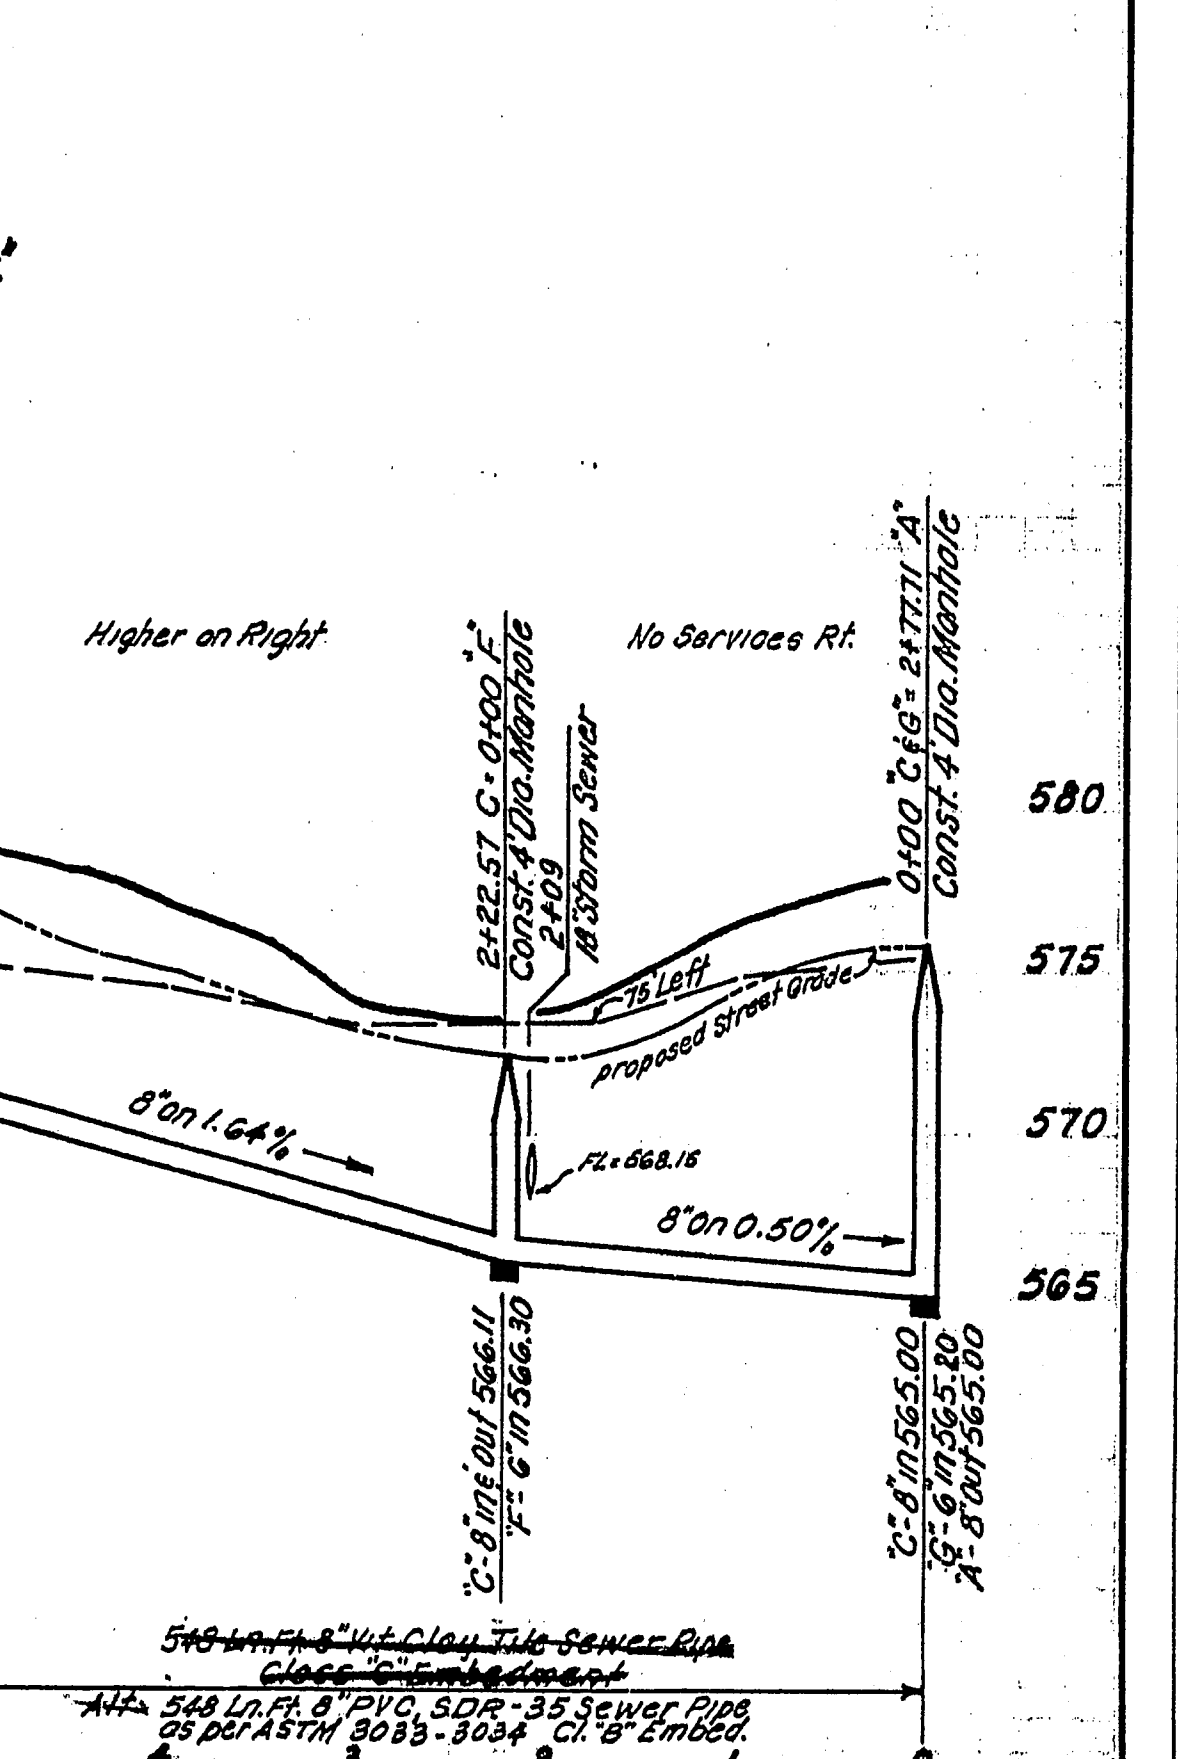 Higher on Right
No Services Rt.
2+22.57 C = 0+00 "F"
Const. 4' Dia. Manhole
2+09
18" Storm Sewer
0+00 "C & G" = 2+77.71 "A"
Const. 4' Dia. Manhole
580
575
570
565
75' Left
proposed Street Grade
8" on 1.64%
FL = 568.16
8" on 0.50%
"C"-8" in & out 566.11
"F"- 6" in 566.30
"C"-8" in 565.00
"G"-6" in 565.20
"A"-8" out 565.00
548 Ln. Ft. 8" Vit. Clay Tile Sewer Pipe
Class "C" Embedment
Alt. 548 Ln. Ft. 8" PVC, SDR-35 Sewer Pipe
as per ASTM 3033-3034 Cl. "B" Embed.